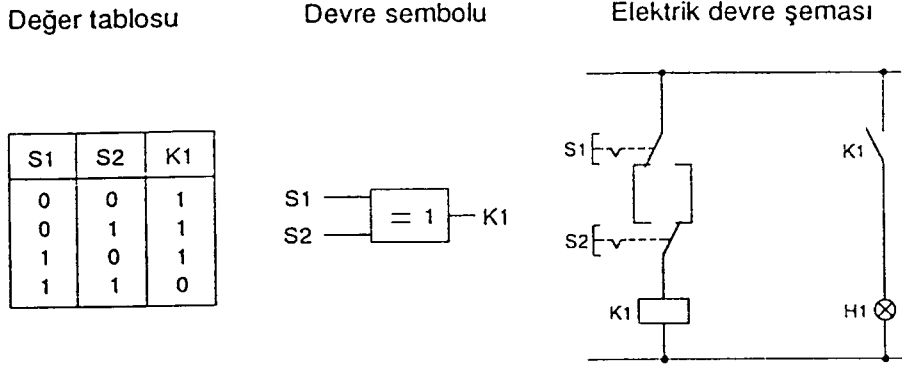 Değer tablosu
Devre sembolu
Elektrik devre şeması
S1 S2 K1
0 0 1
0 1 1
1 0 1
1 1 0
S1
S2
= 1
K1
S1
S2
K1
K1
H1